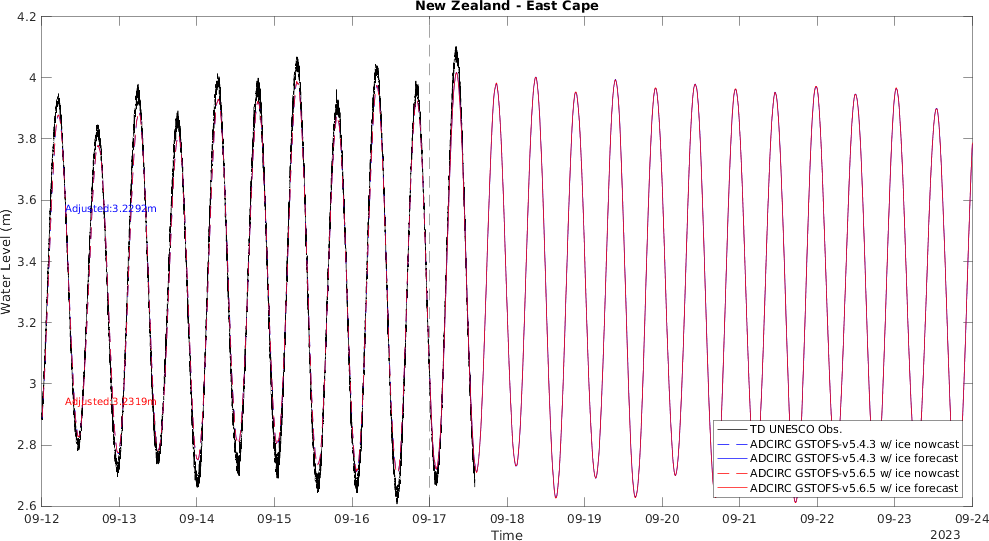 New Zealand - East Cape
Water Level (m)
4.2
4
3.8
3.6
3.4
3.2
3
2.8
2.6
Adjusted:3.2292m
Adjusted:3.2319m
TD UNESCO Obs.
ADCIRC GSTOFS-v5.4.3 w/ ice nowcast
ADCIRC GSTOFS-v5.4.3 w/ ice forecast
ADCIRC GSTOFS-v5.6.5 w/ ice nowcast
ADCIRC GSTOFS-v5.6.5 w/ ice forecast
09-12 09-13 09-14 09-15 09-16 09-17 09-18 09-19 09-20 09-21 09-22 09-23 09-24
Time
2023